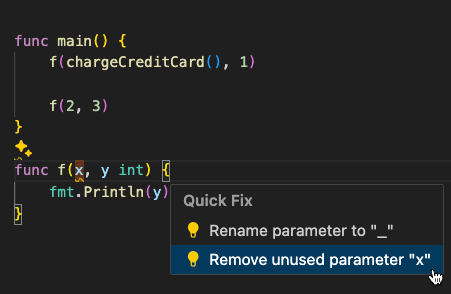 func main() {
f(chargeCreditCard(), 1)
f(2, 3)
}
func f(x, y int) {
fmt.Println(y)
}
Quick Fix
Rename parameter to "_"
Remove unused parameter "x"